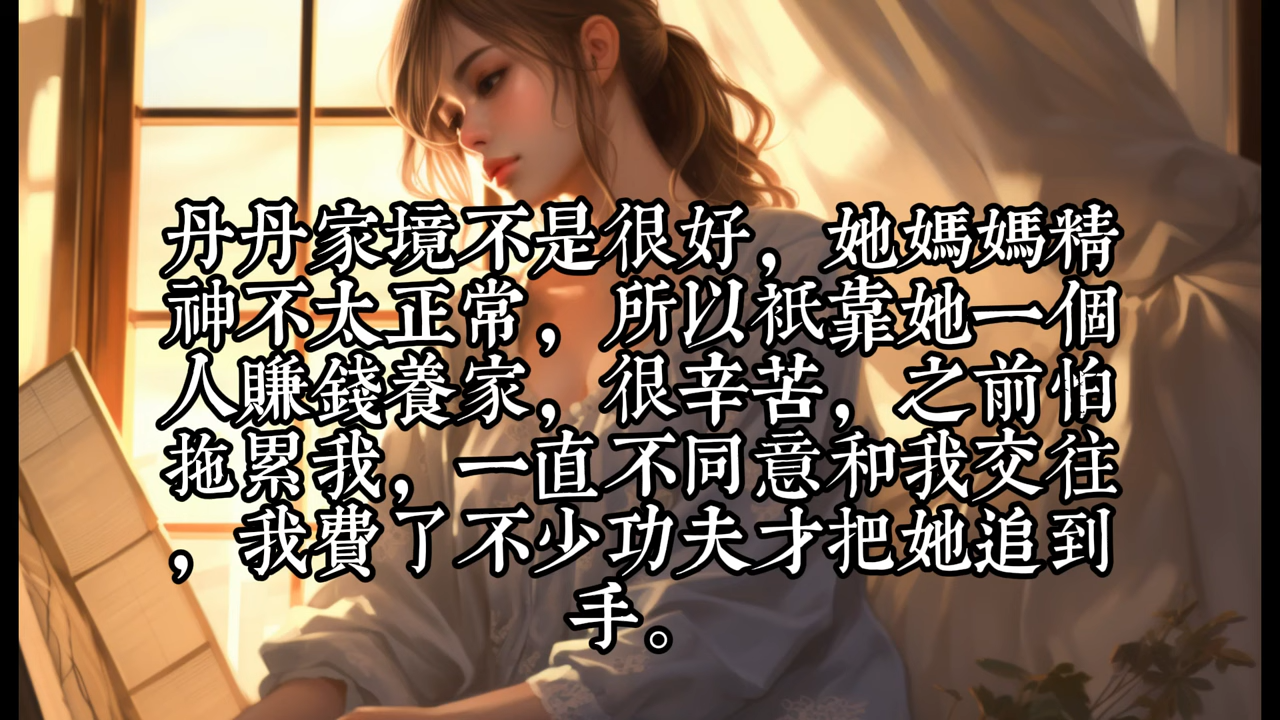 丹丹家境不是很好，她媽媽精
神不太正常，所以衹靠她一個
人賺錢養家，很辛苦，之前怕
拖累我，一直不同意和我交往
，我費了不少功夫才把她追到
手。